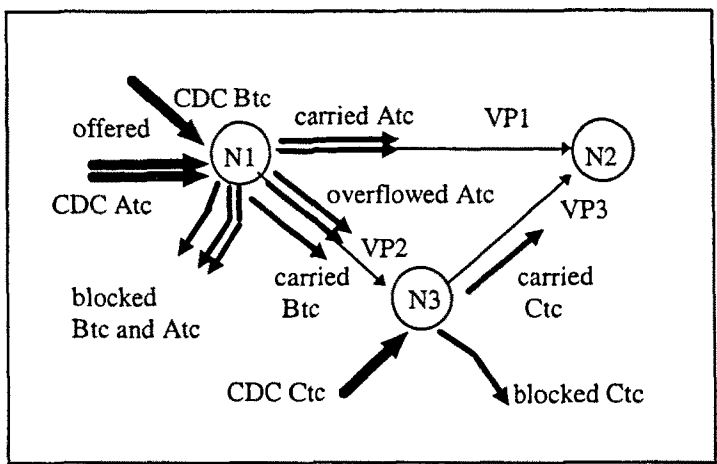 CDC Btc
offered
carried Atc
VP1
N1
N2
CDC Atc
overflowed Atc
VP3
VP2
carried
Btc
carried
Ctc
blocked
Btc and Atc
N3
CDC Ctc
blocked Ctc